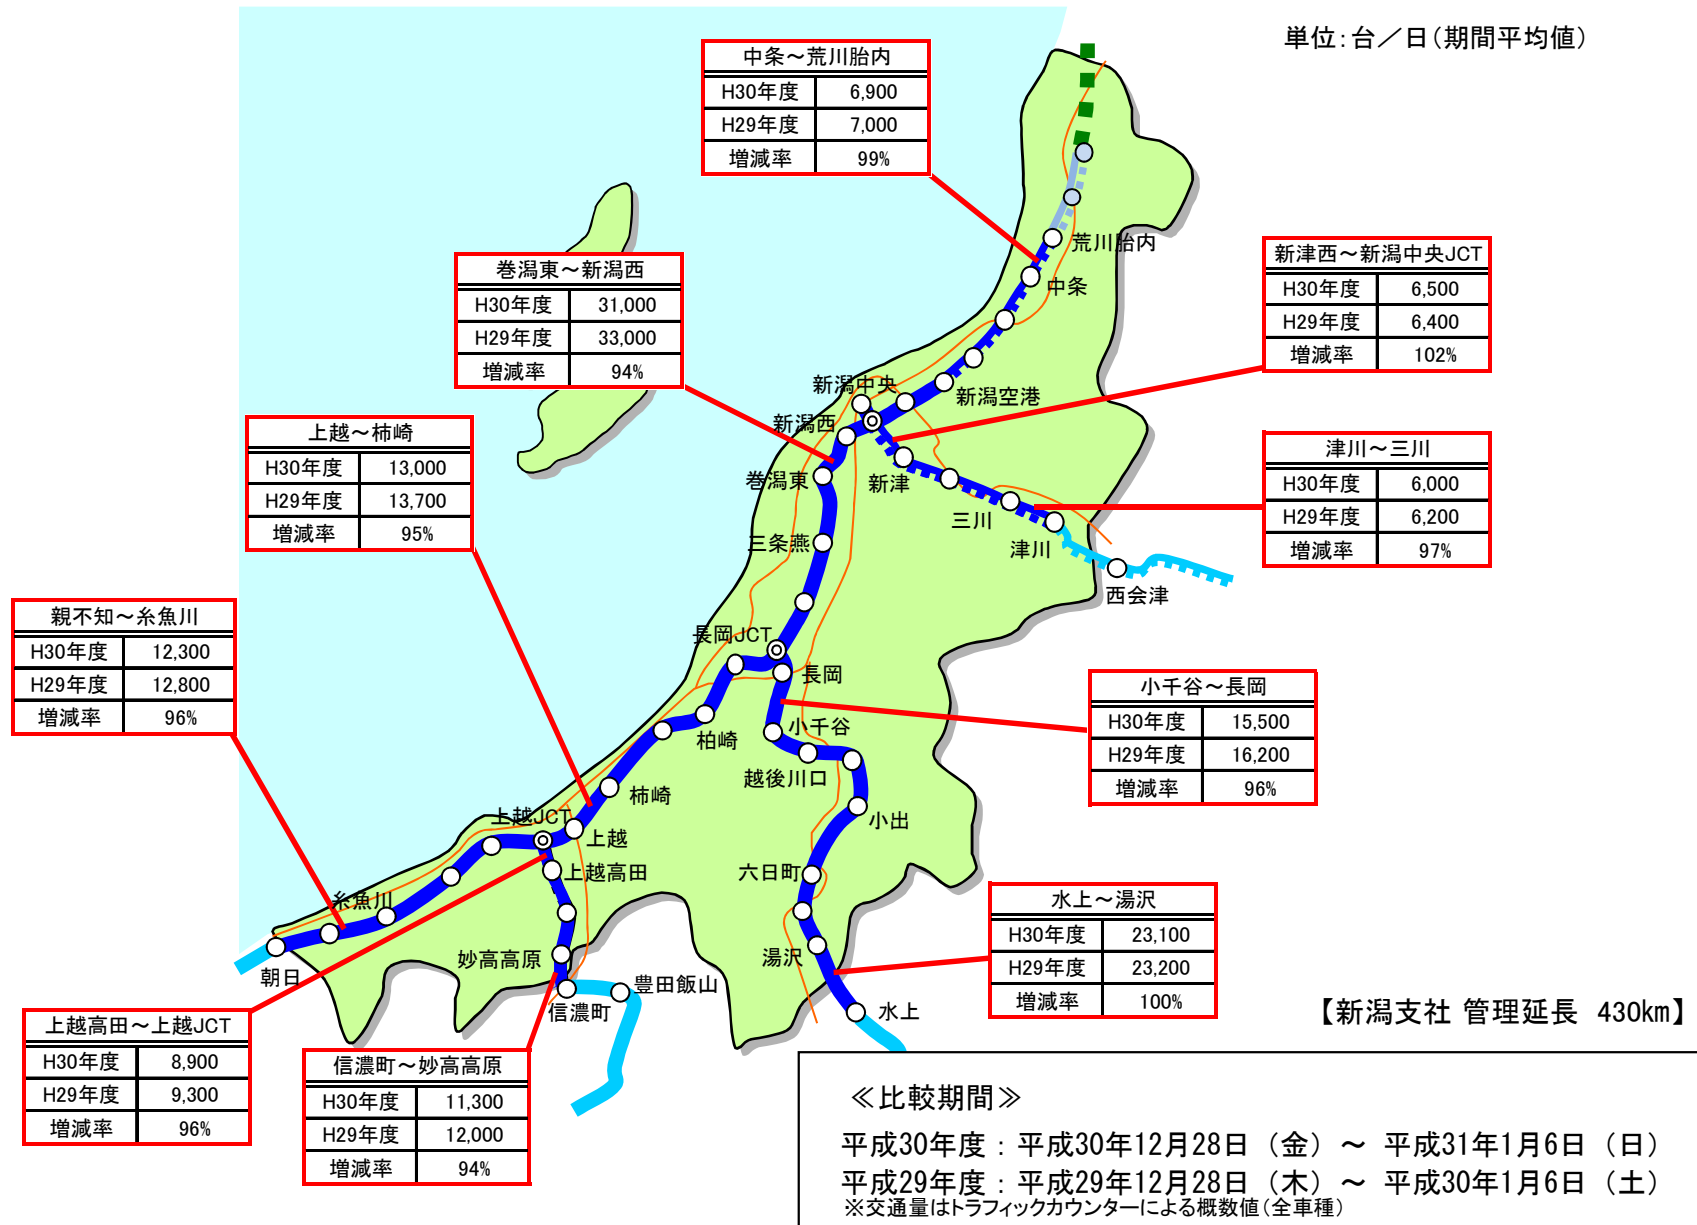 単位：台／日（期間平均値）
中条～荒川胎内
H30年度 6,900
H29年度 7,000
増減率 99%
巻潟東～新潟西
H30年度 31,000
H29年度 33,000
増減率 94%
新津西～新潟中央JCT
H30年度 6,500
H29年度 6,400
増減率 102%
上越～柿崎
H30年度 13,000
H29年度 13,700
増減率 95%
津川～三川
H30年度 6,000
H29年度 6,200
増減率 97%
親不知～糸魚川
H30年度 12,300
H29年度 12,800
増減率 96%
小千谷～長岡
H30年度 15,500
H29年度 16,200
増減率 96%
水上～湯沢
H30年度 23,100
H29年度 23,200
増減率 100%
上越高田～上越JCT
H30年度 8,900
H29年度 9,300
増減率 96%
信濃町～妙高高原
H30年度 11,300
H29年度 12,000
増減率 94%
荒川胎内
中条
新潟空港
新潟中央
新潟西
巻潟東
新津
三川
津川
西会津
三条燕
長岡JCT
長岡
小千谷
越後川口
柏崎
柿崎
小出
上越JCT
上越
上越高田
六日町
糸魚川
湯沢
妙高高原
朝日
豊田飯山
信濃町
水上
【新潟支社 管理延長 430km】
≪比較期間≫
平成30年度：平成30年12月28日（金）～ 平成31年1月6日（日）
平成29年度：平成29年12月28日（木）～ 平成30年1月6日（土）
※交通量はトラフィックカウンターによる概数値（全車種）